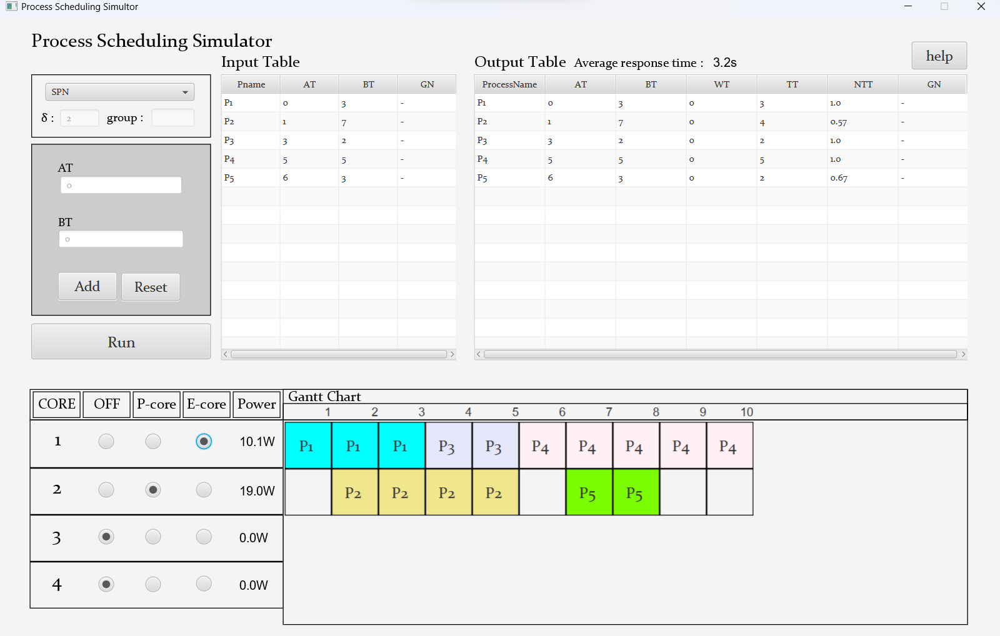 Process Scheduling Simultor
Process Scheduling Simulator
help
Input Table
Output Table Average response time : 3.2s
SPN
δ : 2 group :
Pname AT BT GN
P1 0 3 -
P2 1 7 -
P3 3 2 -
P4 5 5 -
P5 6 3 -
ProcessName AT BT WT TT NTT GN
P1 0 3 0 3 1.0 -
P2 1 7 0 4 0.57 -
P3 3 2 0 2 1.0 -
P4 5 5 0 5 1.0 -
P5 6 3 0 2 0.67 -
AT
0
BT
0
Add Reset
Run
CORE OFF P-core E-core Power
1 10.1W
2 19.0W
3 0.0W
4 0.0W
Gantt Chart
1 2 3 4 5 6 7 8 9 10
P1 P1 P1 P3 P3 P4 P4 P4 P4 P4
P2 P2 P2 P2 P5 P5